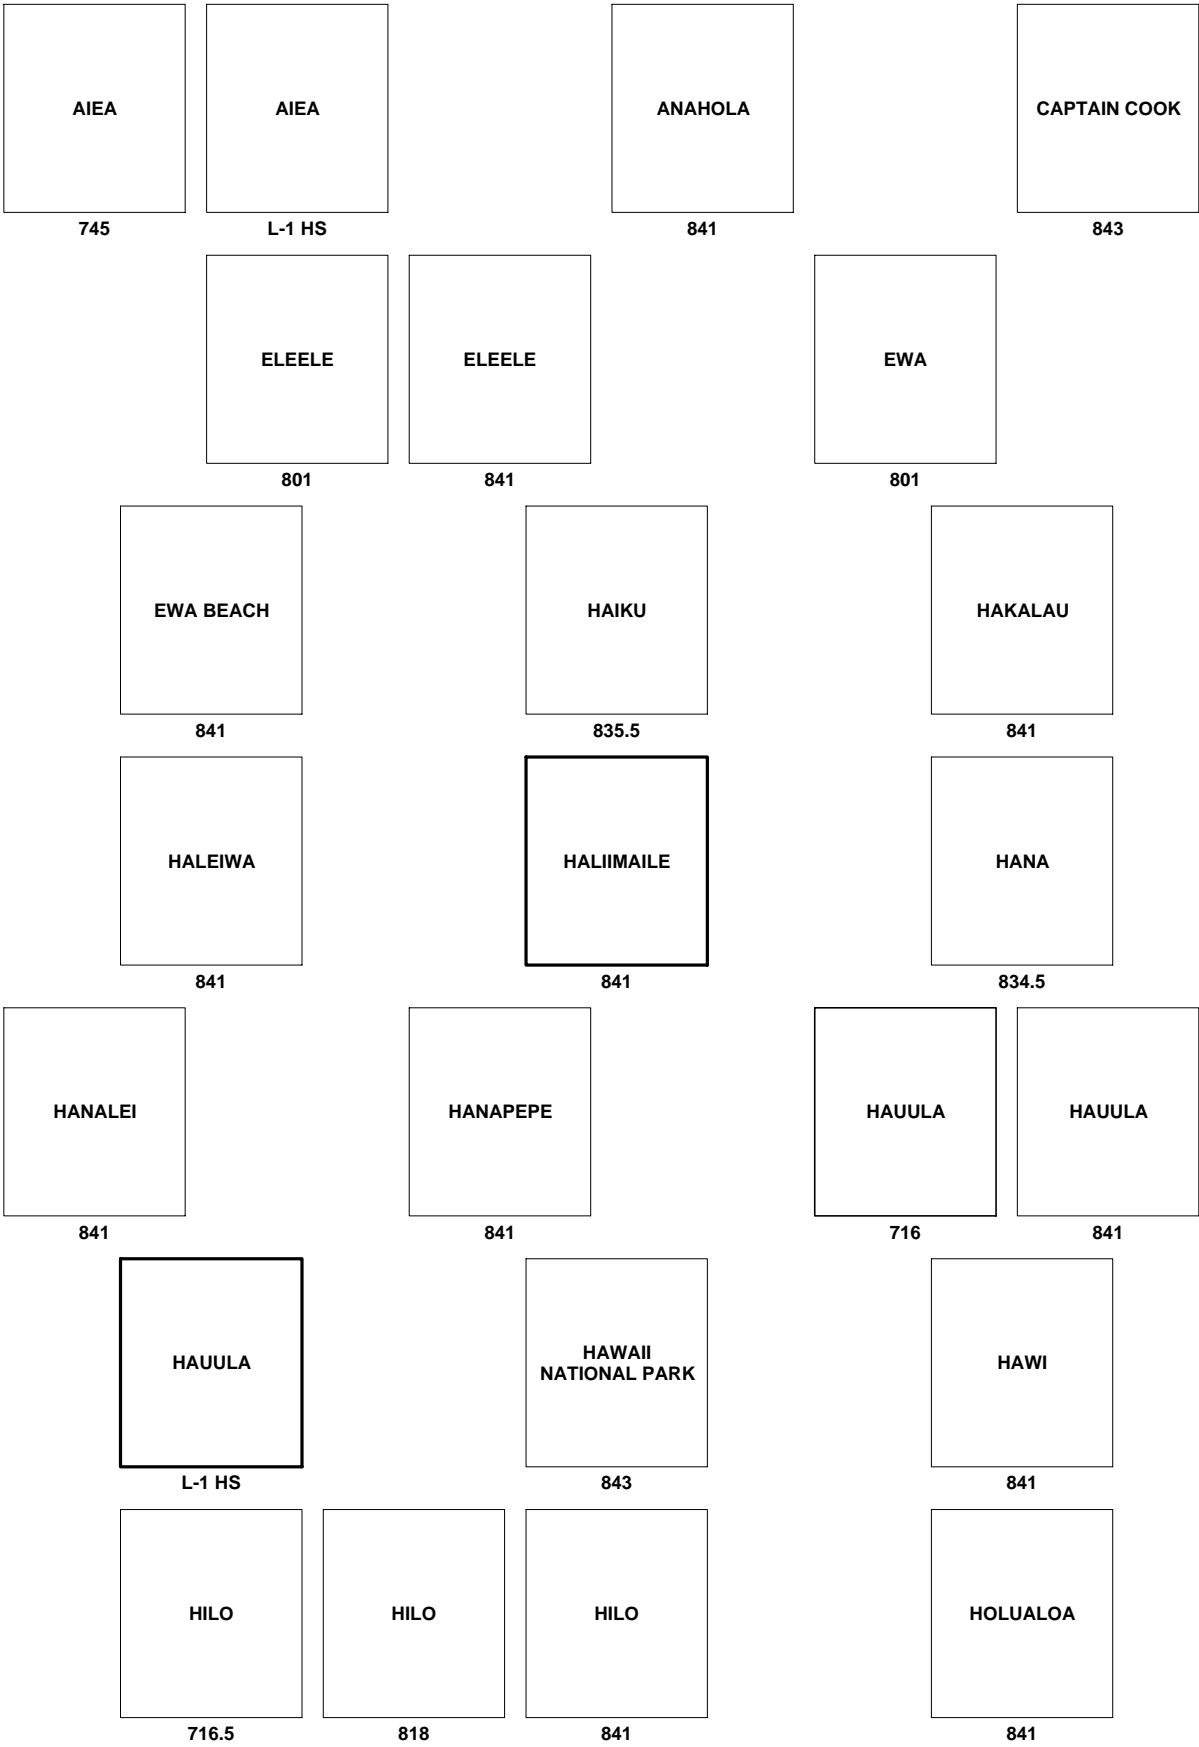 AIEA
AIEA
ANAHOLA
CAPTAIN COOK
745
L-1 HS
841
843
ELEELE
ELEELE
EWA
801
841
801
EWA BEACH
HAIKU
HAKALAU
841
835.5
841
HALEIWA
HALIIMAILE
HANA
841
841
834.5
HANALEI
HANAPEPE
HAUULA
HAUULA
841
841
716
841
HAUULA
HAWAII
NATIONAL PARK
HAWI
L-1 HS
843
841
HILO
HILO
HILO
HOLUALOA
716.5
818
841
841